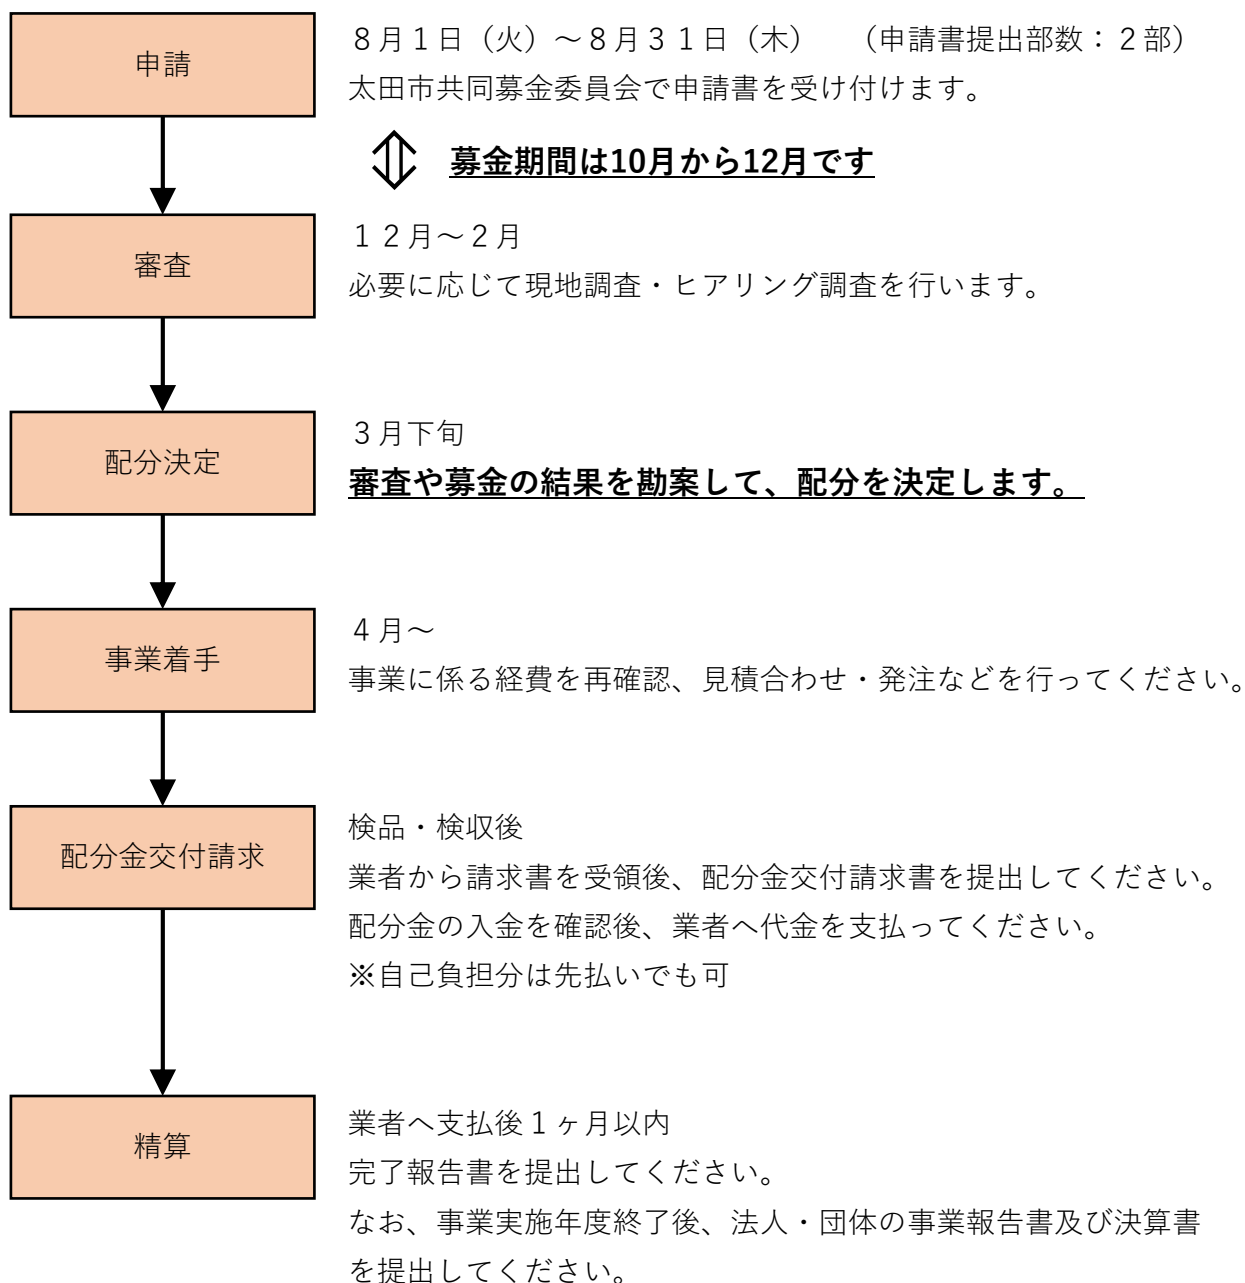 申請
８月１日（火）～８月３１日（木）　（申請書提出部数：２部）
太田市共同募金委員会で申請書を受け付けます。
募金期間は10月から12月です
審査
１２月～２月
必要に応じて現地調査・ヒアリング調査を行います。
配分決定
３月下旬
審査や募金の結果を勘案して、配分を決定します。
事業着手
４月～
事業に係る経費を再確認、見積合わせ・発注などを行ってください。
配分金交付請求
検品・検収後
業者から請求書を受領後、配分金交付請求書を提出してください。
配分金の入金を確認後、業者へ代金を支払ってください。
※自己負担分は先払いでも可
精算
業者へ支払後１ヶ月以内
完了報告書を提出してください。
なお、事業実施年度終了後、法人・団体の事業報告書及び決算書
を提出してください。